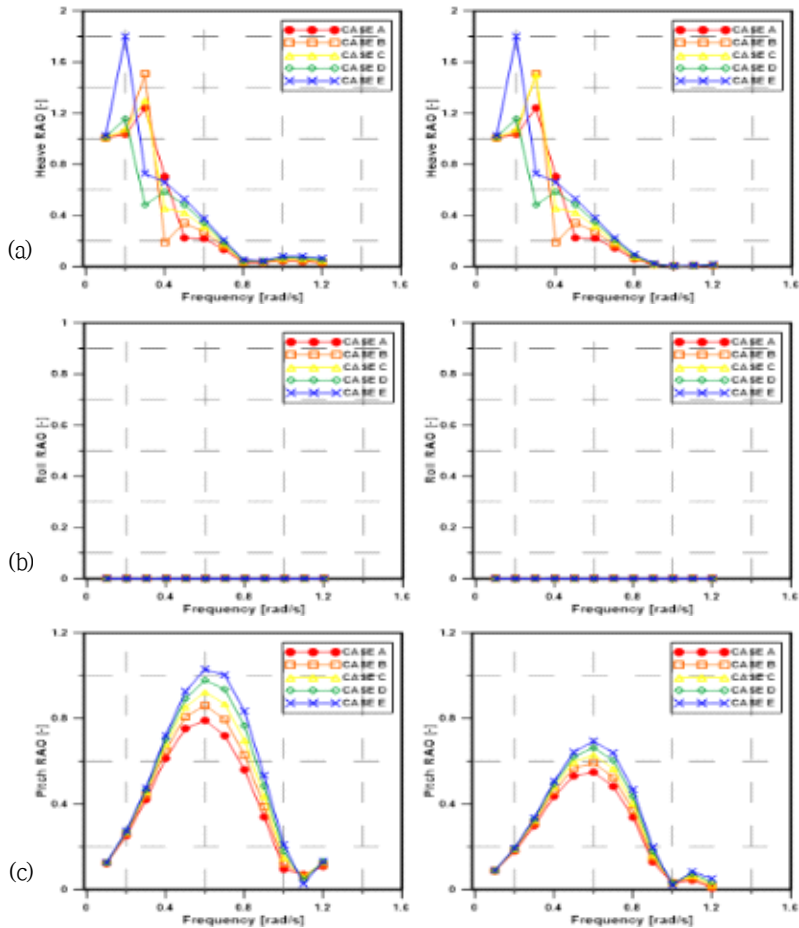 2
1.6
1.2
0.8
0.4
0
Heave RAO [-]
CASE A
CASE B
CASE C
CASE D
CASE E
0 0.4 0.8 1.2 1.6
Frequency [rad/s]
2
1.6
1.2
0.8
0.4
0
Heave RAO [-]
CASE A
CASE B
CASE C
CASE D
CASE E
0 0.4 0.8 1.2 1.6
Frequency [rad/s]
(a)
1
0.8
0.6
0.4
0.2
0
Roll RAO [-]
CASE A
CASE B
CASE C
CASE D
CASE E
0 0.4 0.8 1.2 1.6
Frequency [rad/s]
1
0.8
0.6
0.4
0.2
0
Roll RAO [-]
CASE A
CASE B
CASE C
CASE D
CASE E
0 0.4 0.8 1.2 1.6
Frequency [rad/s]
(b)
1.2
0.8
0.4
0
Pitch RAO [-]
CASE A
CASE B
CASE C
CASE D
CASE E
0 0.4 0.8 1.2 1.6
Frequency [rad/s]
1.2
0.8
0.4
0
Pitch RAO [-]
CASE A
CASE B
CASE C
CASE D
CASE E
0 0.4 0.8 1.2 1.6
Frequency [rad/s]
(c)